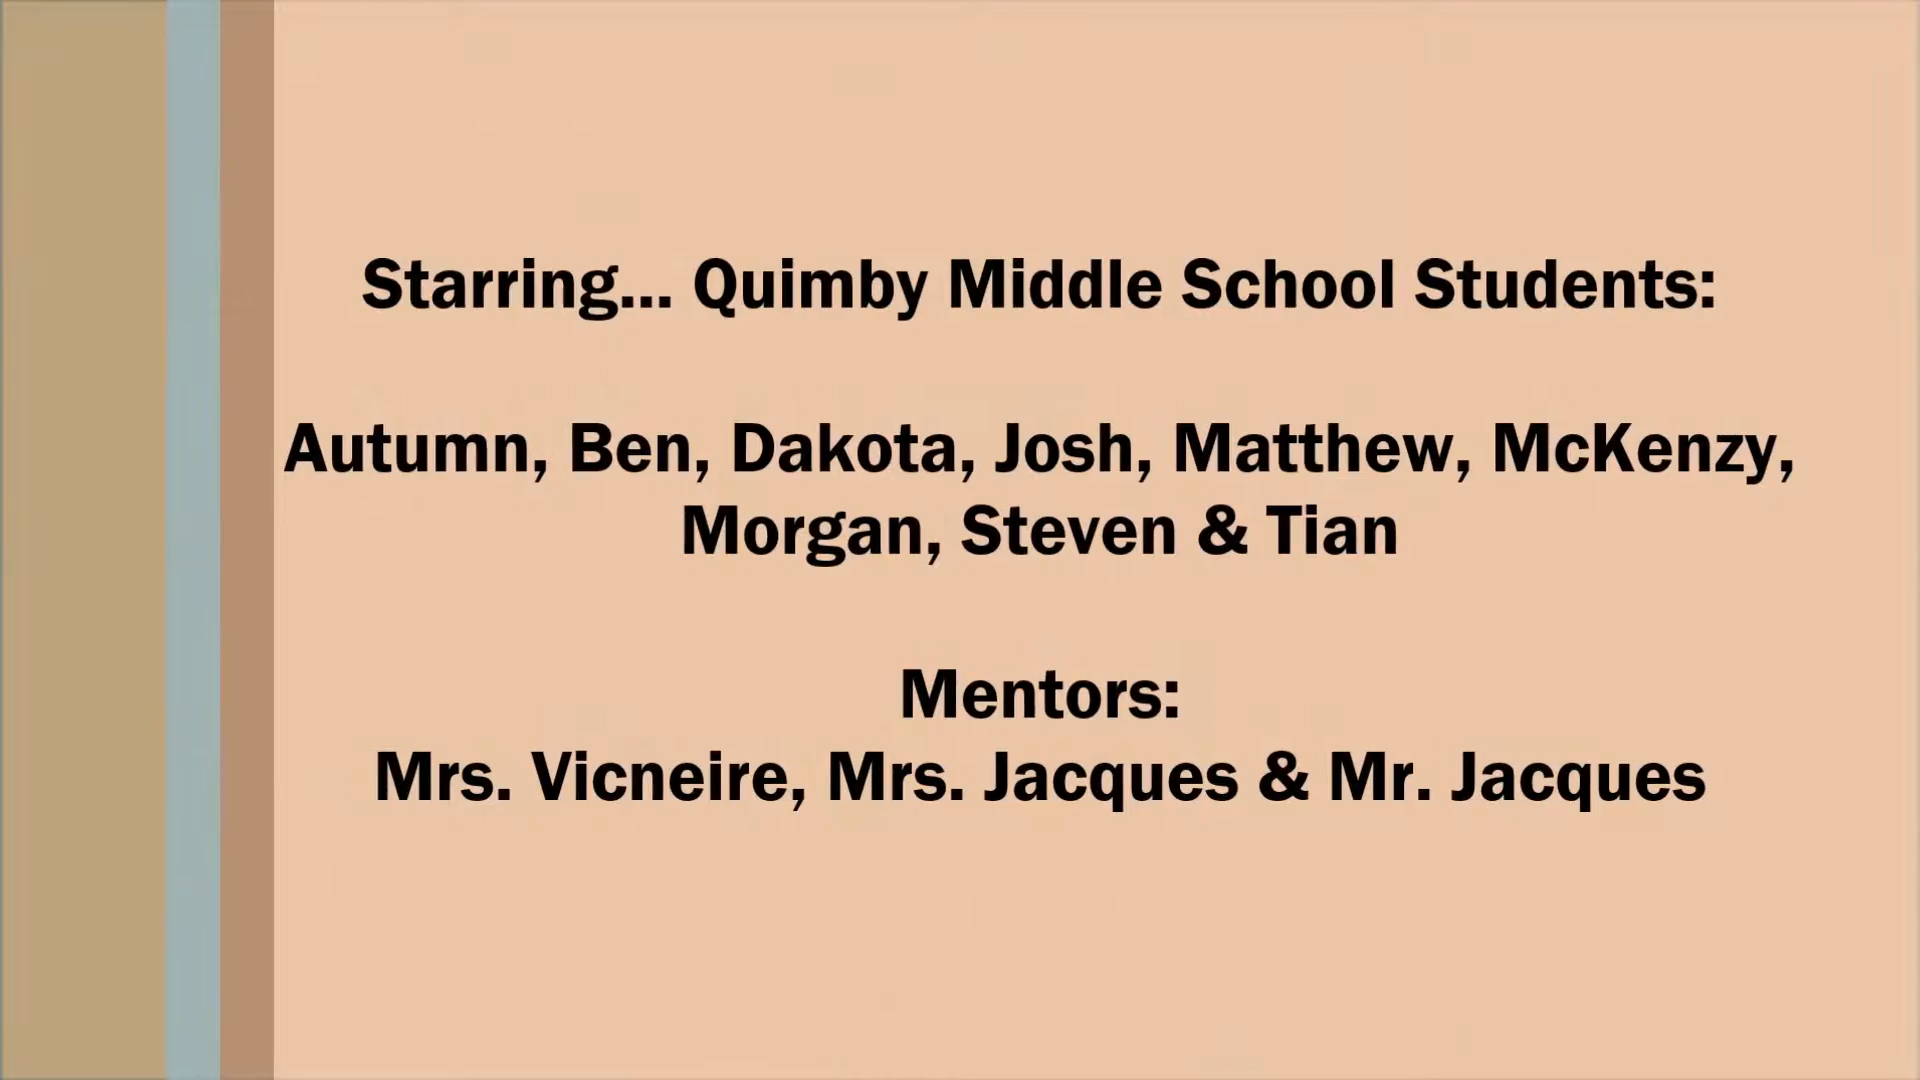 Starring... Quimby Middle School Students:
Autumn, Ben, Dakota, Josh, Matthew, McKenzy,
Morgan, Steven & Tian
Mentors:
Mrs. Vicneire, Mrs. Jacques & Mr. Jacques